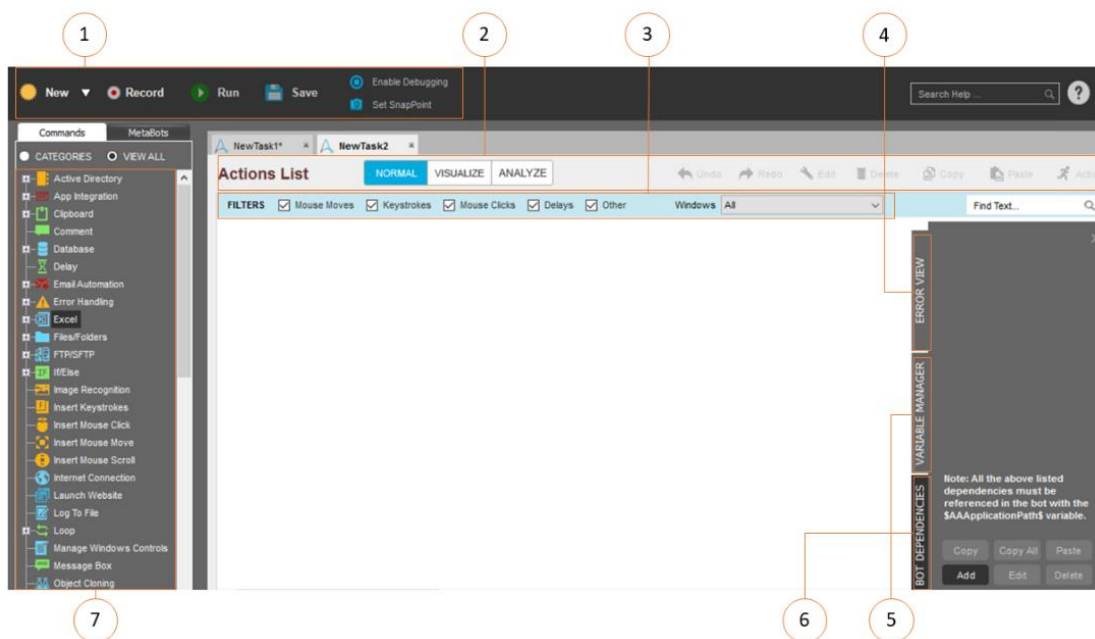 1
2
3
4
New
Record
Run
Save
Enable Debugging
Set SnapPoint
Search Help ...
?
Commands
MetaBots
CATEGORIES
VIEW ALL
NewTask1*
NewTask2
Actions List
NORMAL
VISUALIZE
ANALYZE
Undo
Redo
Edit
Delete
Copy
Paste
Actio
FILTERS
Mouse Moves
Keystrokes
Mouse Clicks
Delays
Other
Windows
All
Find Text...
Active Directory
App Integration
Clipboard
Comment
Database
Delay
Email Automation
Error Handling
Excel
Files/Folders
FTP/SFTP
If/Else
Image Recognition
Insert Keystrokes
Insert Mouse Click
Insert Mouse Move
Insert Mouse Scroll
Internet Connection
Launch Website
Log To File
Loop
Manage Windows Controls
Message Box
Object Cloning
ERROR VIEW
VARIABLE MANAGER
BOT DEPENDENCIES
Note: All the above listed
dependencies must be
referenced in the bot with the
$AAApplicationPath$ variable.
Copy
Copy All
Paste
Add
Edit
Delete
7
6
5